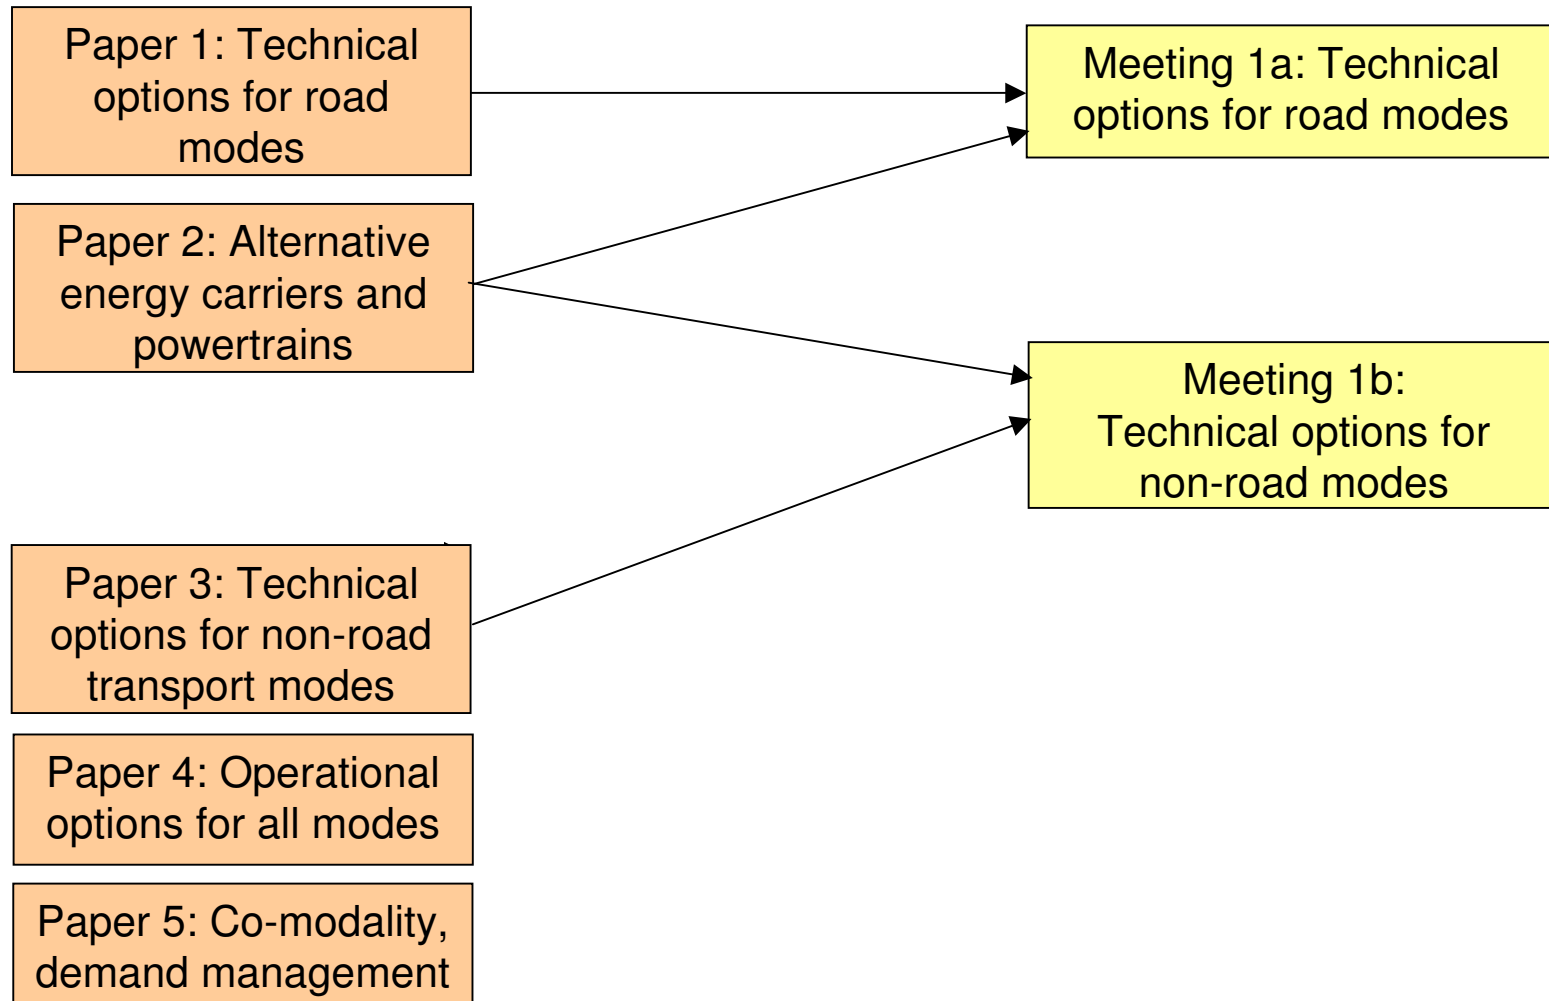 Paper 1: Technical
options for road
modes
Meeting 1a: Technical
options for road modes
Paper 2: Alternative
energy carriers and
powertrains
Meeting 1b:
Technical options for
non-road modes
Paper 3: Technical
options for non-road
transport modes
Paper 4: Operational
options for all modes
Paper 5: Co-modality,
demand management